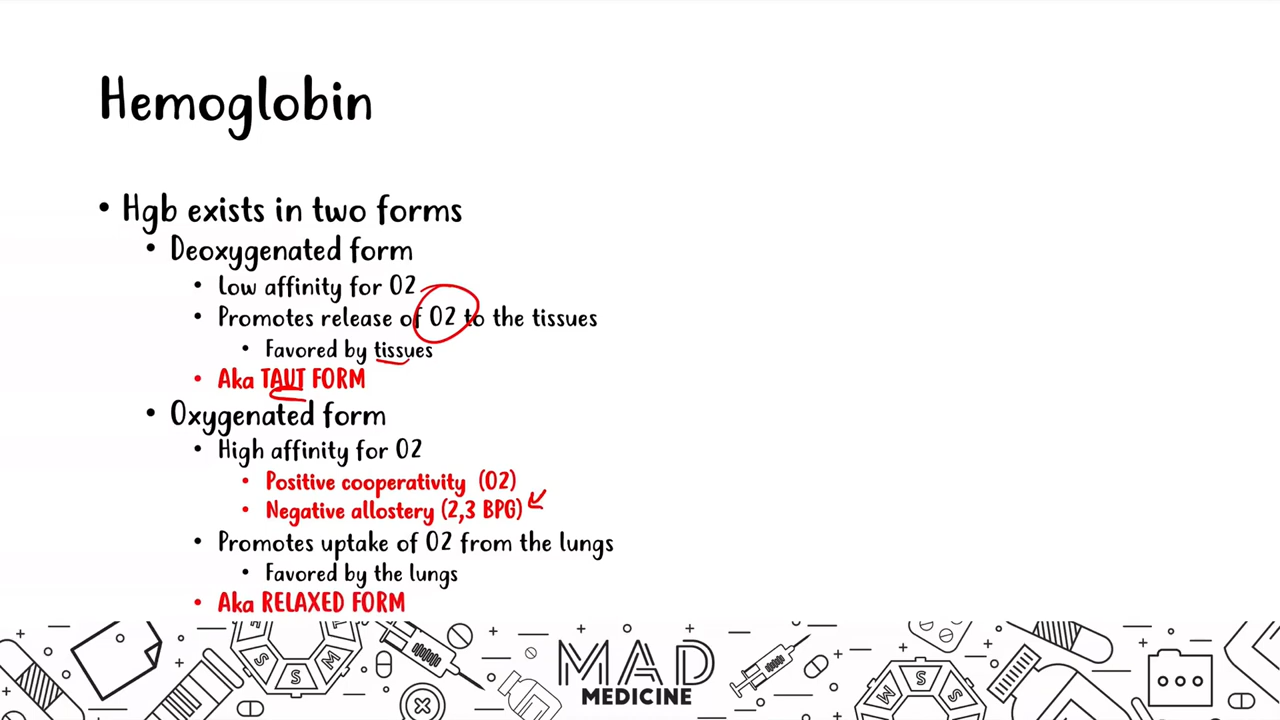 Hemoglobin
• Hgb exists in two forms
• Deoxygenated form
• Low affinity for O2
• Promotes release of O2 to the tissues
• Favored by tissues
• Aka TAUT FORM
• Oxygenated form
• High affinity for O2
• Positive cooperativity (O2)
• Negative allostery (2,3 BPG)
• Promotes uptake of O2 from the lungs
• Favored by the lungs
• Aka RELAXED FORM
MAD
MEDICINE
S S M
M S S